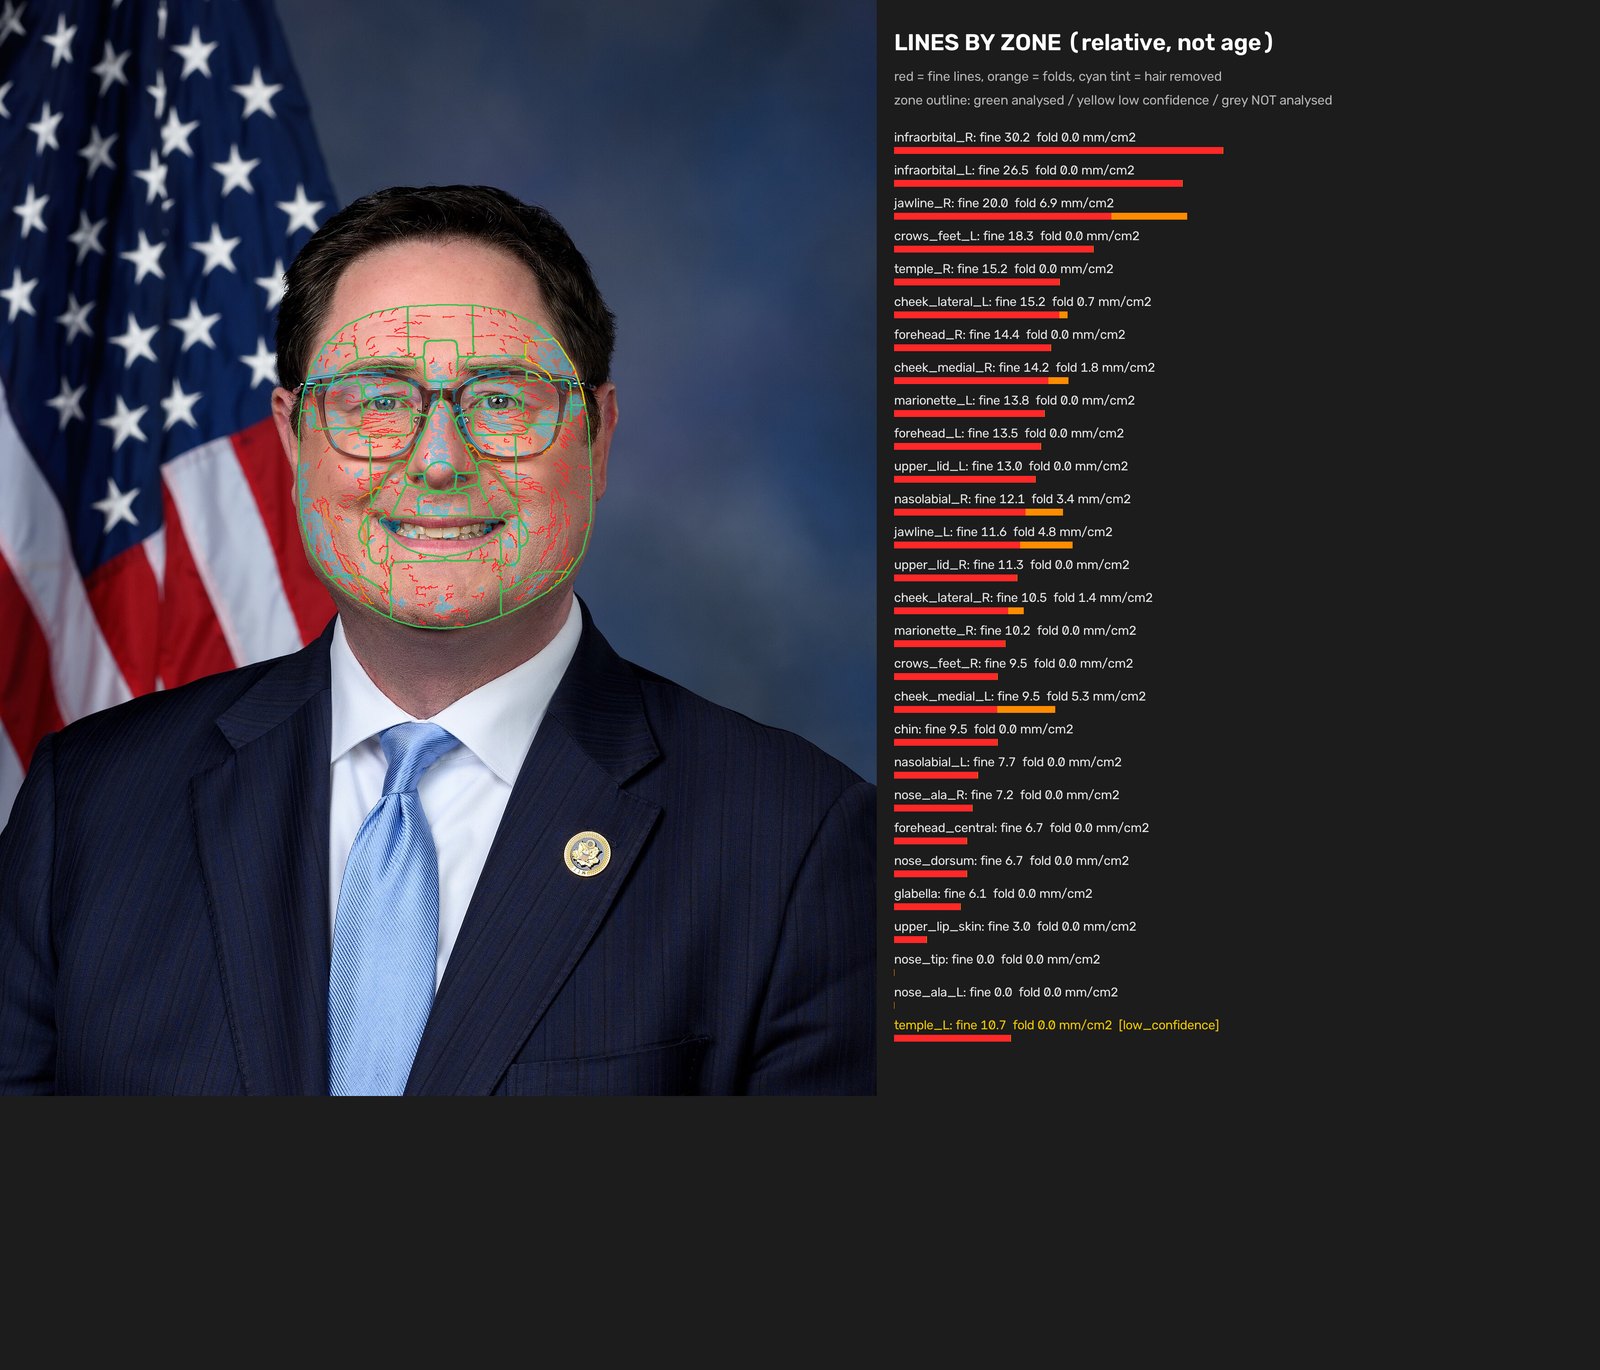 LINES BY ZONE (relative, not age)
red = fine lines, orange = folds, cyan tint = hair removed
zone outline: green analysed / yellow low confidence / grey NOT analysed
infraorbital_R: fine 30.2 fold 0.0 mm/cm2
infraorbital_L: fine 26.5 fold 0.0 mm/cm2
jawline_R: fine 20.0 fold 6.9 mm/cm2
crows_feet_L: fine 18.3 fold 0.0 mm/cm2
temple_R: fine 15.2 fold 0.0 mm/cm2
cheek_lateral_L: fine 15.2 fold 0.7 mm/cm2
forehead_R: fine 14.4 fold 0.0 mm/cm2
cheek_medial_R: fine 14.2 fold 1.8 mm/cm2
marionette_L: fine 13.8 fold 0.0 mm/cm2
forehead_L: fine 13.5 fold 0.0 mm/cm2
upper_lid_L: fine 13.0 fold 0.0 mm/cm2
nasolabial_R: fine 12.1 fold 3.4 mm/cm2
jawline_L: fine 11.6 fold 4.8 mm/cm2
upper_lid_R: fine 11.3 fold 0.0 mm/cm2
cheek_lateral_R: fine 10.5 fold 1.4 mm/cm2
marionette_R: fine 10.2 fold 0.0 mm/cm2
crows_feet_R: fine 9.5 fold 0.0 mm/cm2
cheek_medial_L: fine 9.5 fold 5.3 mm/cm2
chin: fine 9.5 fold 0.0 mm/cm2
nasolabial_L: fine 7.7 fold 0.0 mm/cm2
nose_ala_R: fine 7.2 fold 0.0 mm/cm2
forehead_central: fine 6.7 fold 0.0 mm/cm2
nose_dorsum: fine 6.7 fold 0.0 mm/cm2
glabella: fine 6.1 fold 0.0 mm/cm2
upper_lip_skin: fine 3.0 fold 0.0 mm/cm2
nose_tip: fine 0.0 fold 0.0 mm/cm2
nose_ala_L: fine 0.0 fold 0.0 mm/cm2
temple_L: fine 10.7 fold 0.0 mm/cm2 [low_confidence]